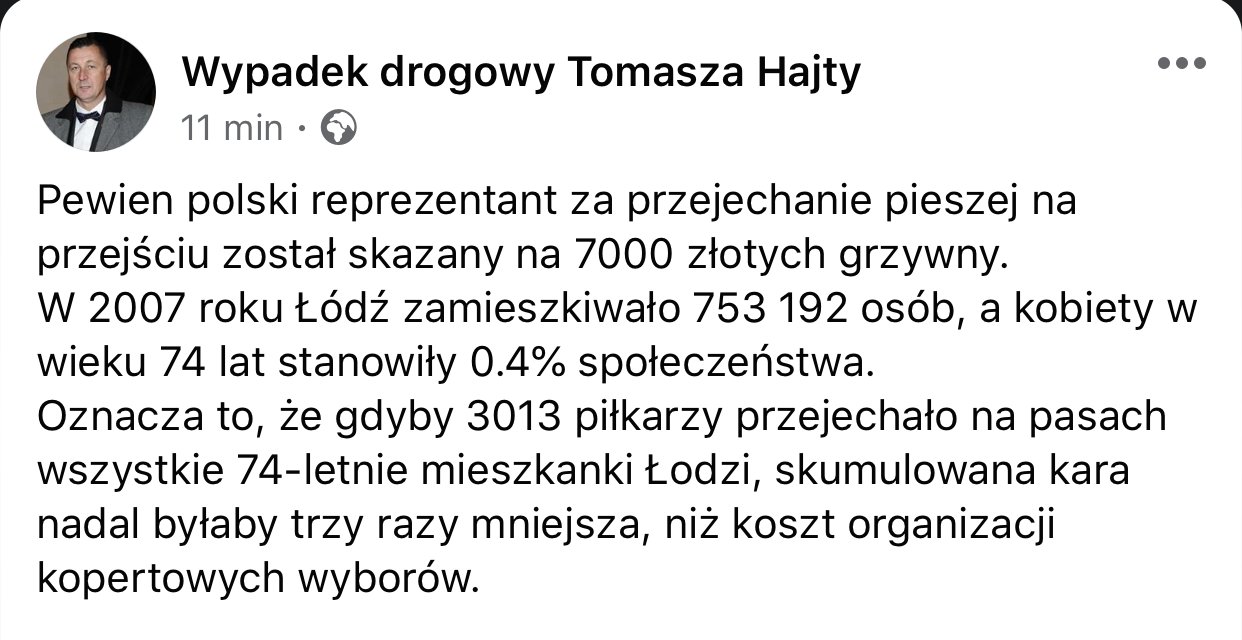 Wypadek drogowy Tomasza Hajty
11 min ·
Pewien polski reprezentant za przejechanie pieszej na
przejściu został skazany na 7000 złotych grzywny.
W 2007 roku Łódź zamieszkiwało 753 192 osób, a kobiety w
wieku 74 lat stanowiły 0.4% społeczeństwa.
Oznacza to, że gdyby 3013 piłkarzy przejechało na pasach
wszystkie 74-letnie mieszkanki Łodzi, skumulowana kara
nadal byłaby trzy razy mniejsza, niż koszt organizacji
kopertowych wyborów.